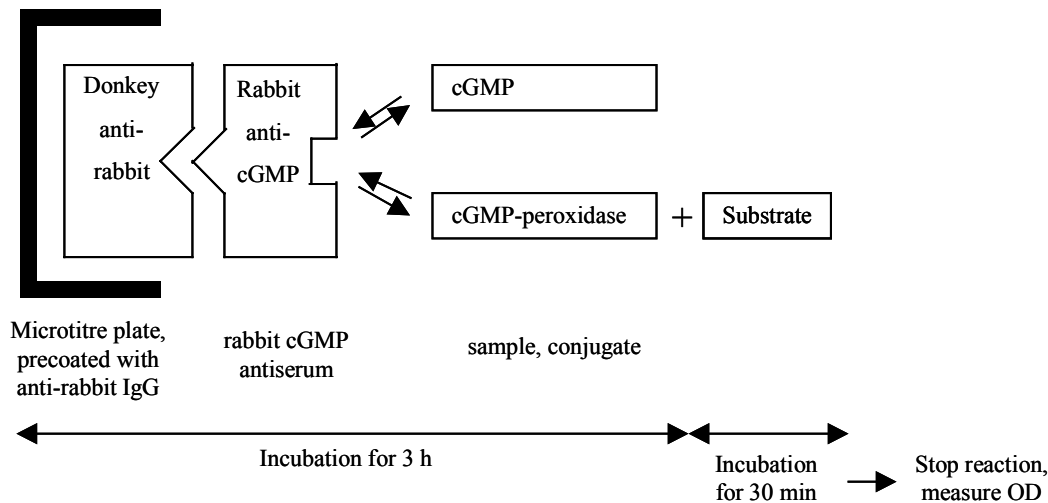 Donkey
anti-
rabbit
Rabbit
anti-
cGMP
cGMP
cGMP-peroxidase
+
Substrate
Microtitre plate,
precoated with
anti-rabbit IgG
rabbit cGMP
antiserum
sample, conjugate
Incubation for 3 h
Incubation
for 30 min
Stop reaction,
measure OD